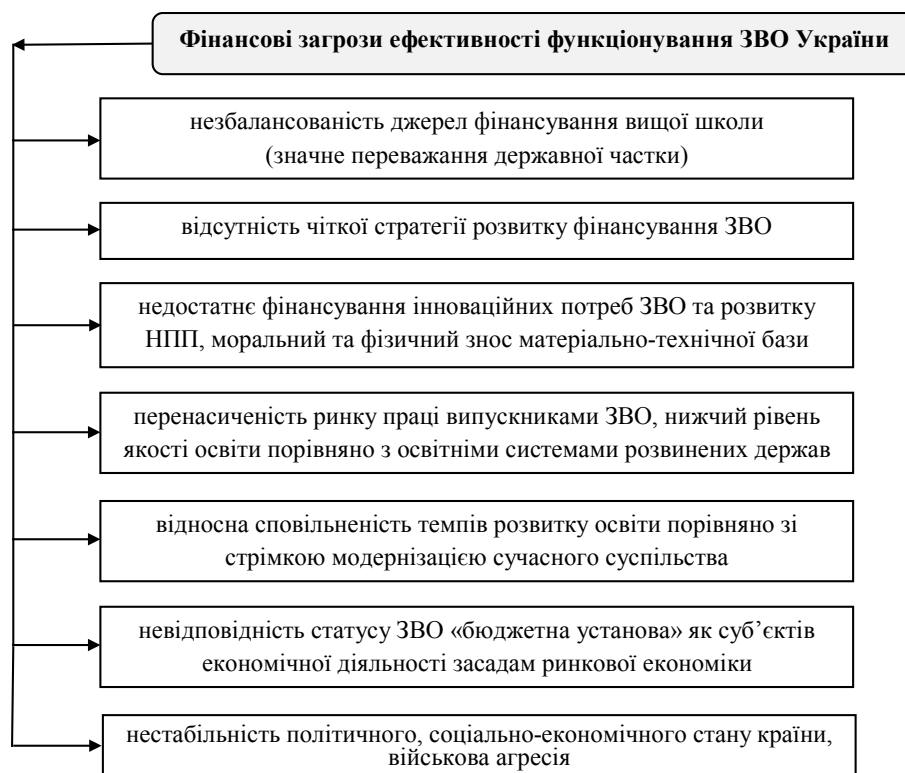 Фінансові загрози ефективності функціонування ЗВО України
незбалансованість джерел фінансування вищої школи
(значне переважання державної частки)
відсутність чіткої стратегії розвитку фінансування ЗВО
недостатнє фінансування інноваційних потреб ЗВО та розвитку
НПП, моральний та фізичний знос матеріально-технічної бази
перенасиченість ринку праці випускниками ЗВО, нижчий рівень
якості освіти порівняно з освітніми системами розвинених держав
відносна сповільненість темпів розвитку освіти порівняно зі
стрімкою модернізацією сучасного суспільства
невідповідність статусу ЗВО «бюджетна установа» як суб’єктів
економічної діяльності засадам ринкової економіки
нестабільність політичного, соціально-економічного стану країни,
військова агресія